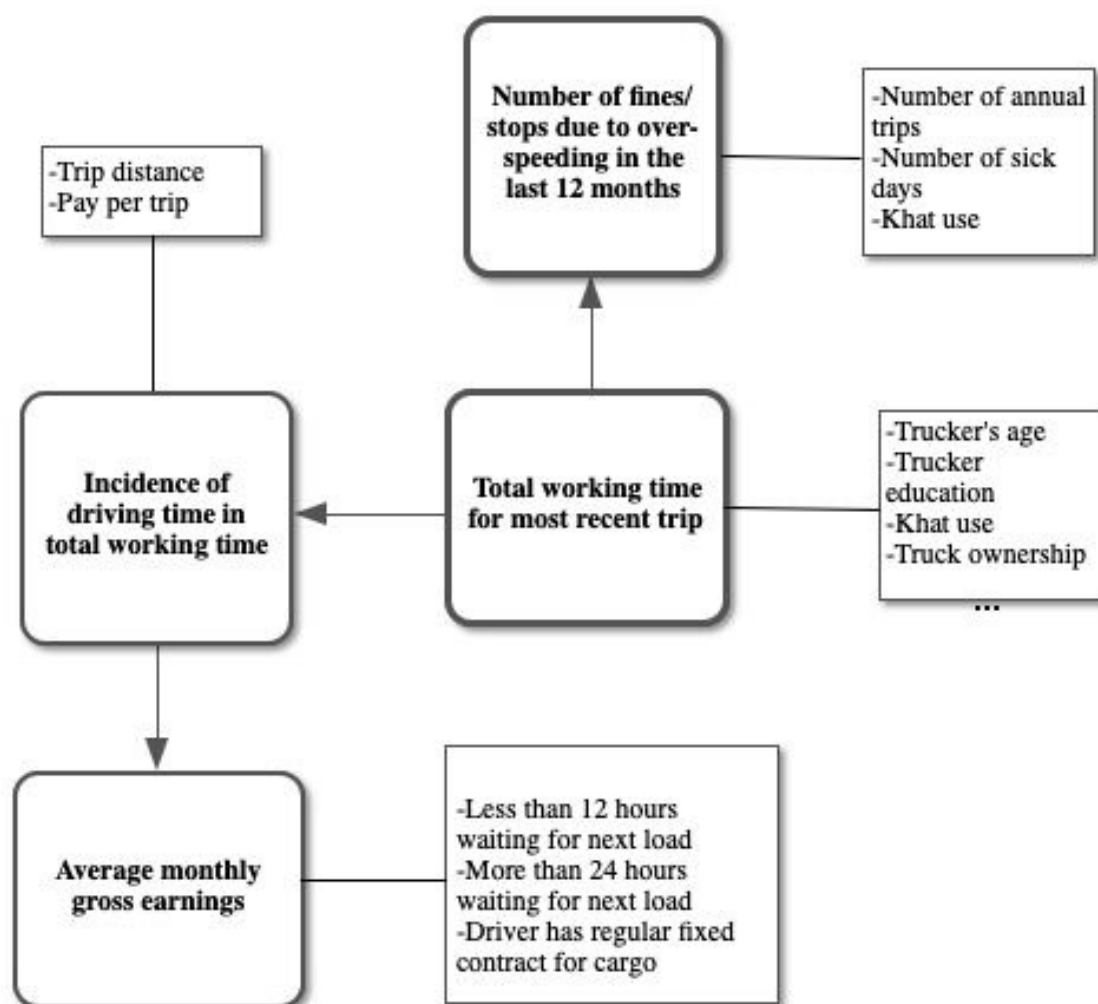 Number of fines/
stops due to over-
speeding in the
last 12 months
-Number of annual
trips
-Number of sick
days
-Khat use
-Trip distance
-Pay per trip
Incidence of
driving time in
total working time
Total working time
for most recent trip
-Trucker's age
-Trucker
education
-Khat use
-Truck ownership
...
Average monthly
gross earnings
-Less than 12 hours
waiting for next load
-More than 24 hours
waiting for next load
-Driver has regular fixed
contract for cargo